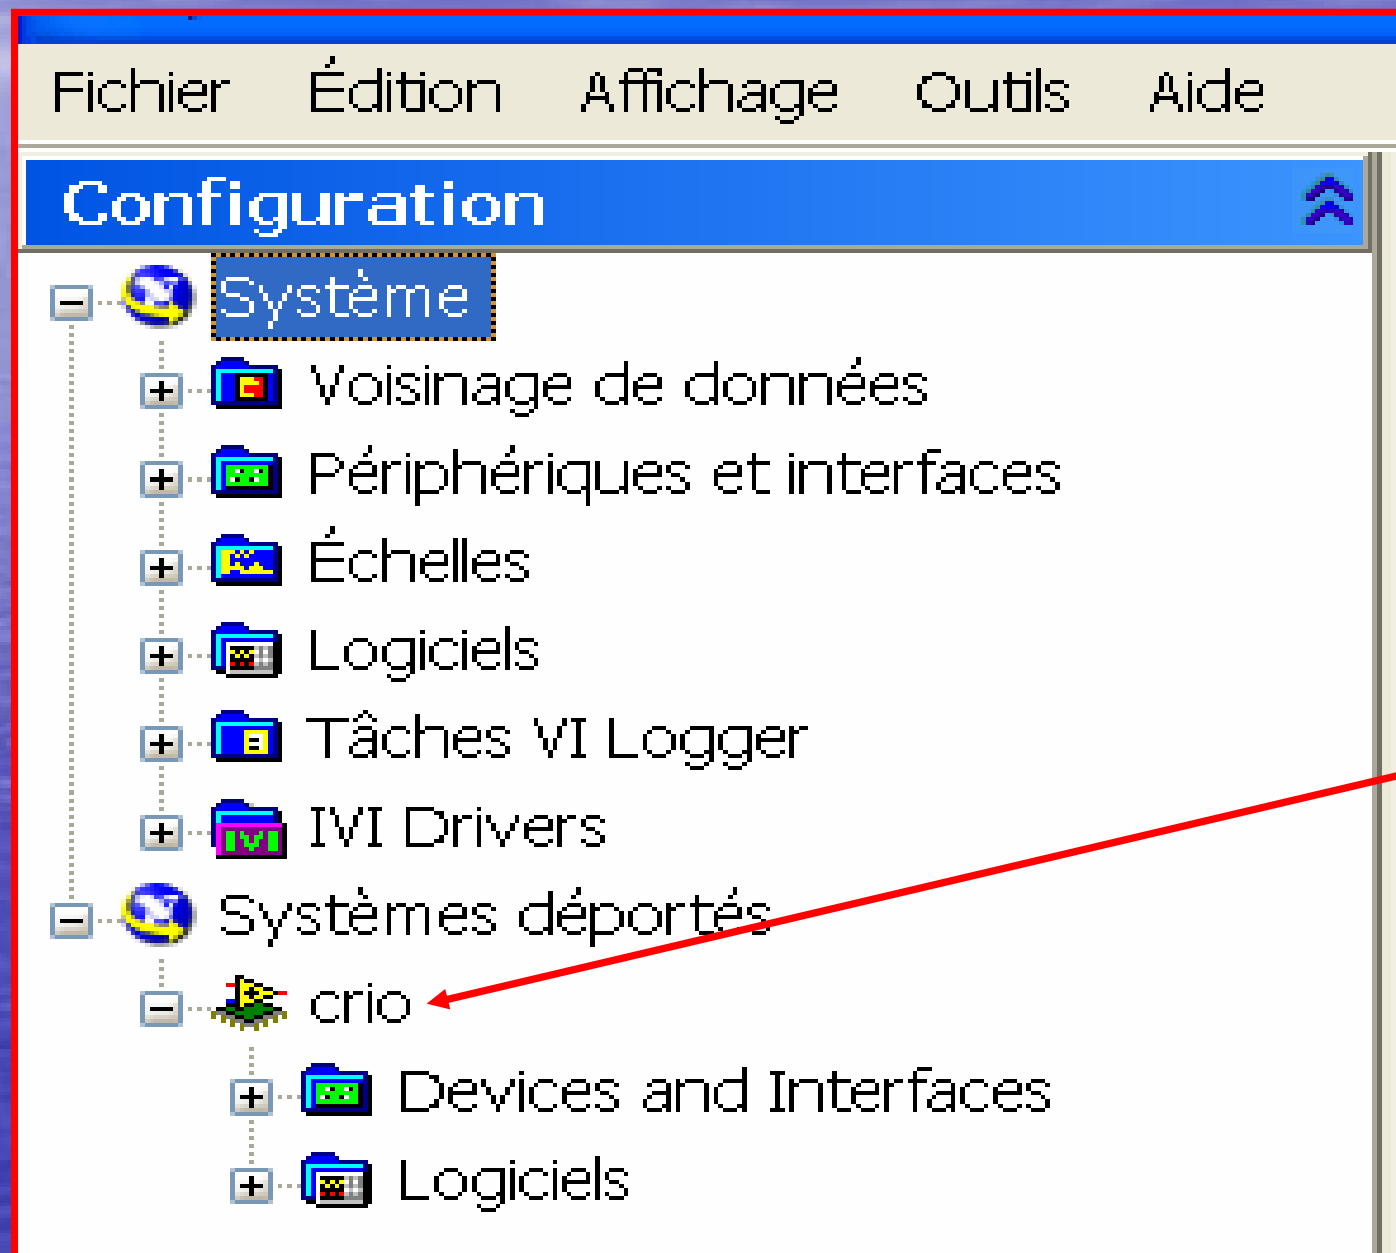 Fichier Édition Affichage Outils Aide
Configuration
Système
Voisinage de données
Périphériques et interfaces
Échelles
Logiciels
Tâches VI Logger
IVI
IVI Drivers
Systèmes déportés
crio
Devices and Interfaces
Logiciels